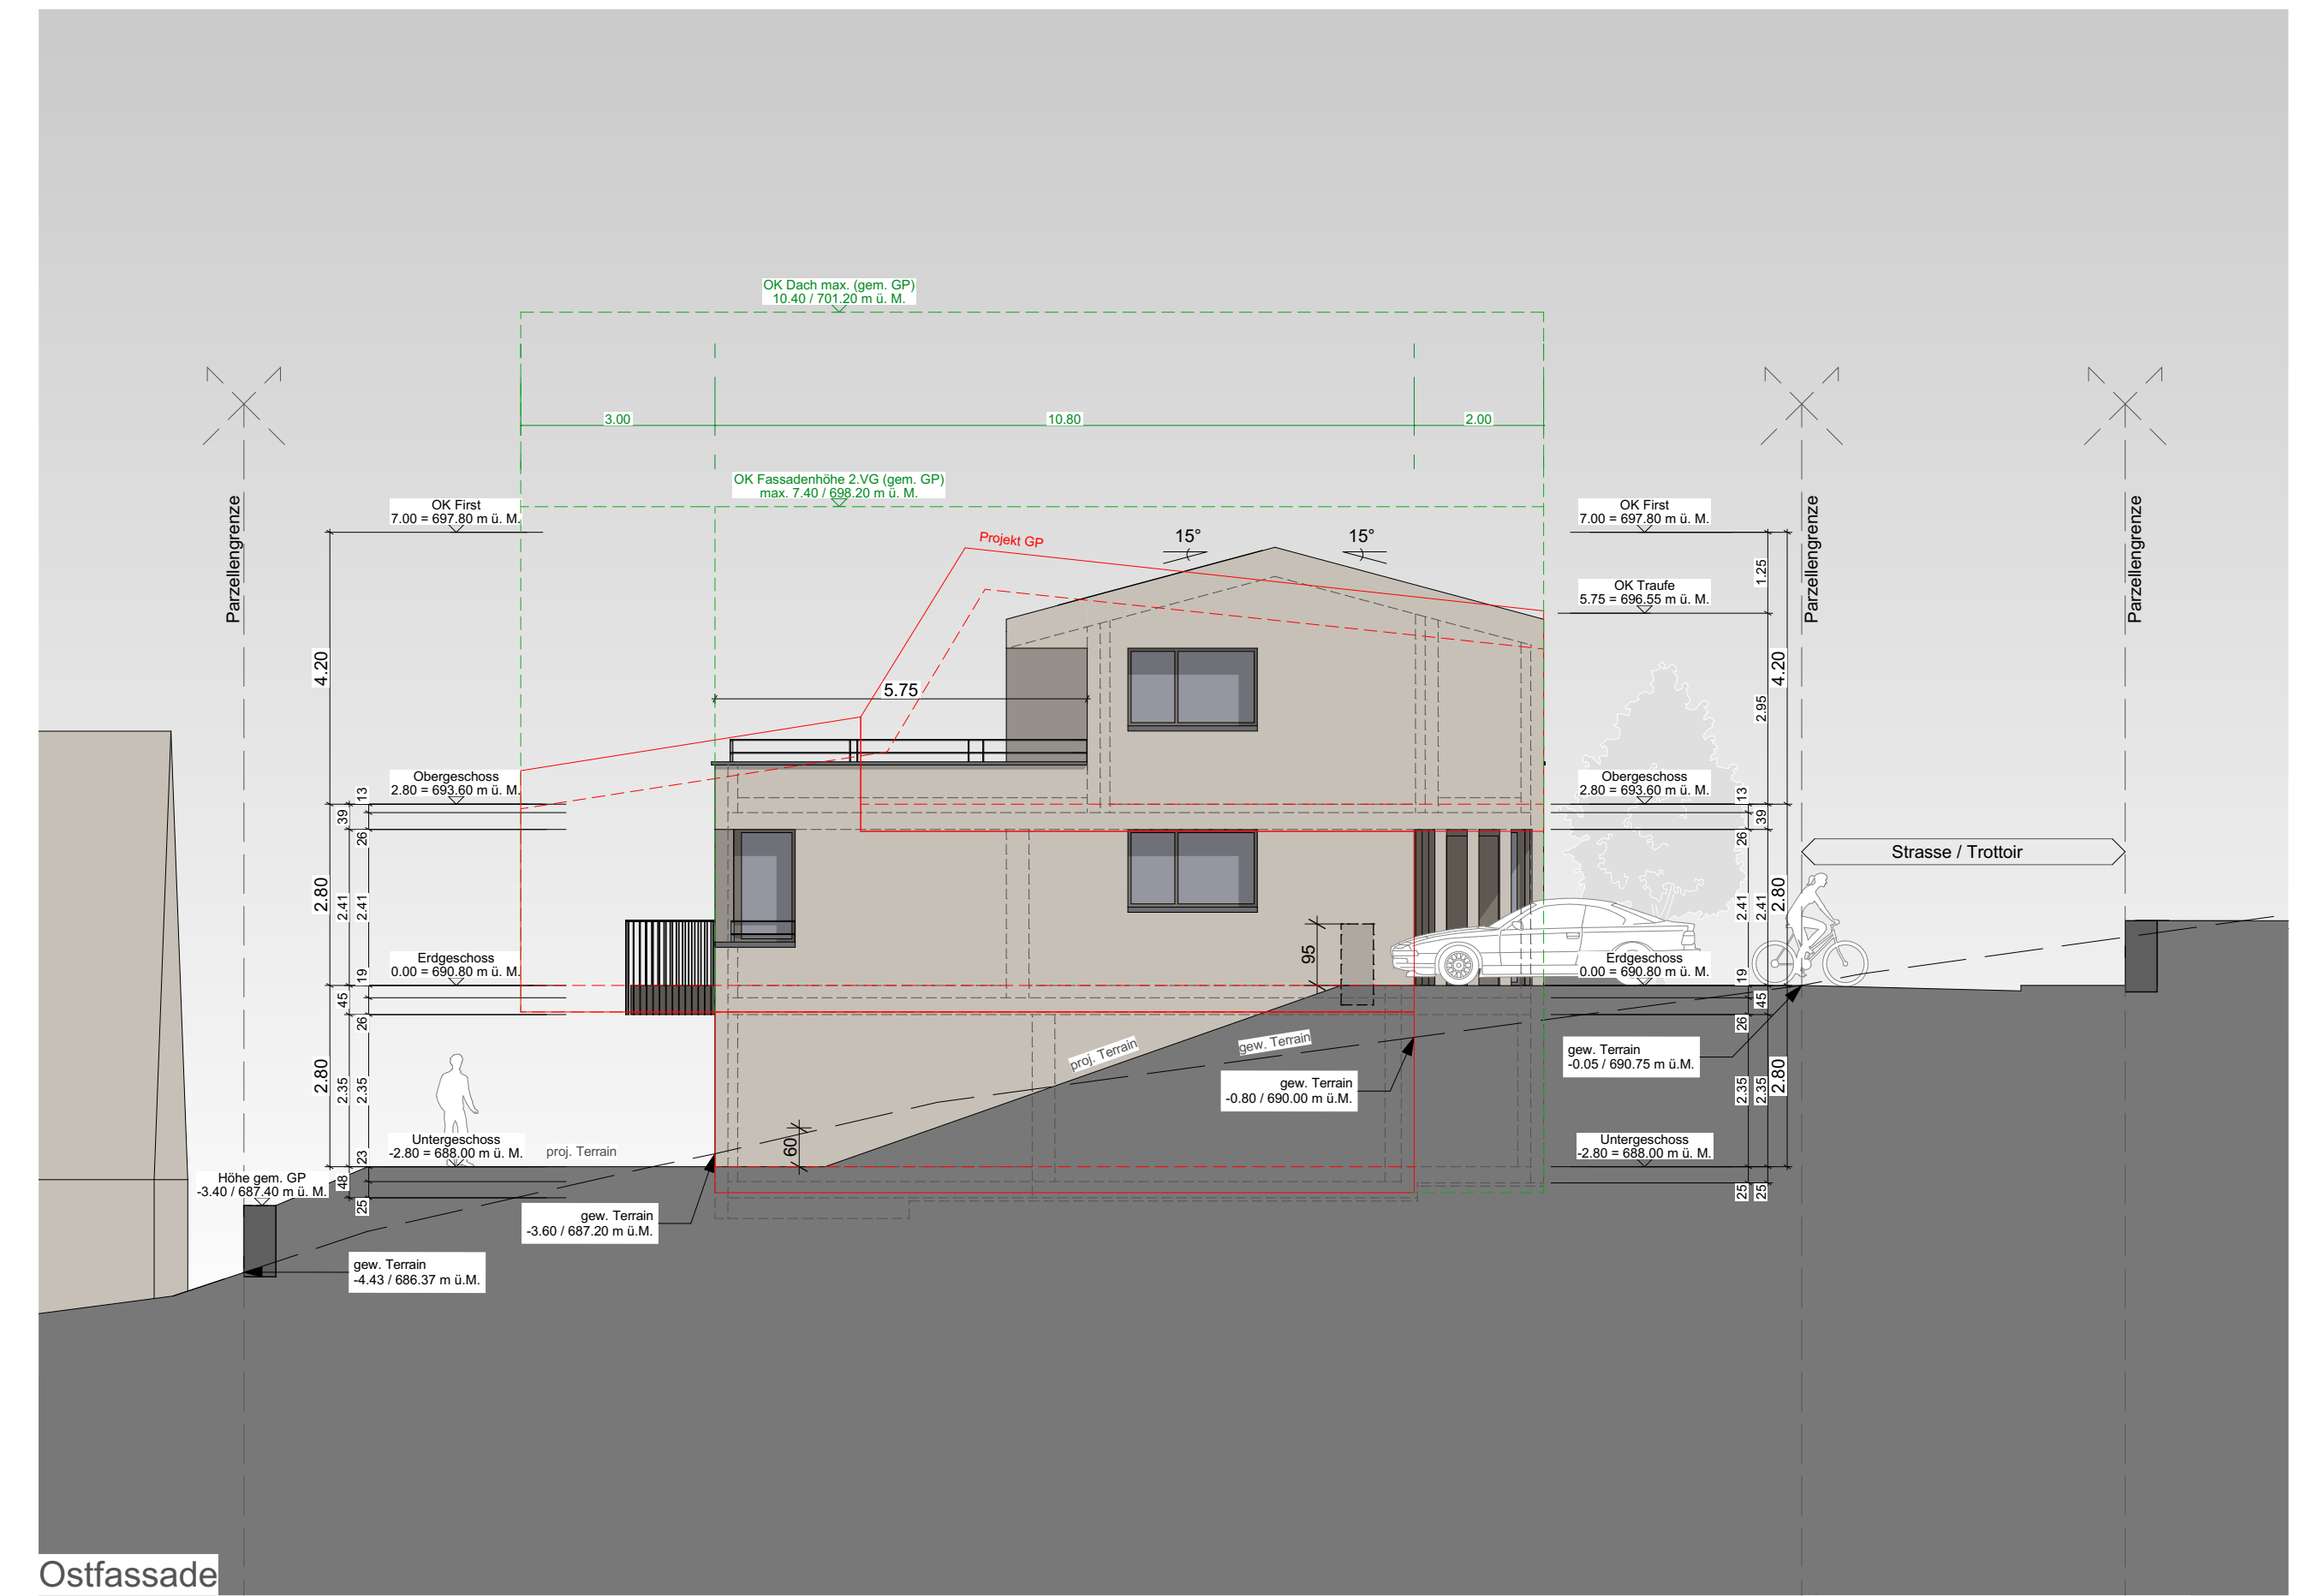 OK Dach max. (gem. GP)
10.40 / 701.20 m ü. M.
3.00
10.80
2.00
OK Fassadenhöhe 2.VG (gem. GP)
max. 7.40 / 698.20 m ü. M.
Parzellengrenze
OK First
7.00 = 697.80 m ü. M.
Projekt GP
15°
15°
OK First
7.00 = 697.80 m ü. M.
Parzellengrenze
Parzellengrenze
1.25
OK Traufe
5.75 = 696.55 m ü. M.
4.20
5.75
4.20
2.95
Obergeschoss
2.80 = 693.60 m ü. M.
13
39
26
Obergeschoss
2.80 = 693.60 m ü. M.
13
39
26
Strasse / Trottoir
2.80
2.41
2.41
2.41
2.41
2.80
95
Erdgeschoss
0.00 = 690.80 m ü. M.
19
45
26
Erdgeschoss
0.00 = 690.80 m ü. M.
19
45
26
proj. Terrain
gew. Terrain
gew. Terrain
-0.05 / 690.75 m ü.M.
2.80
2.35
2.35
gew. Terrain
-0.80 / 690.00 m ü.M.
2.35
2.35
2.80
60
Untergeschoss
-2.80 = 688.00 m ü. M.
proj. Terrain
23
48
25
Untergeschoss
-2.80 = 688.00 m ü. M.
25
25
Höhe gem. GP
-3.40 / 687.40 m ü. M.
gew. Terrain
-3.60 / 687.20 m ü.M.
gew. Terrain
-4.43 / 686.37 m ü.M.
Ostfassade